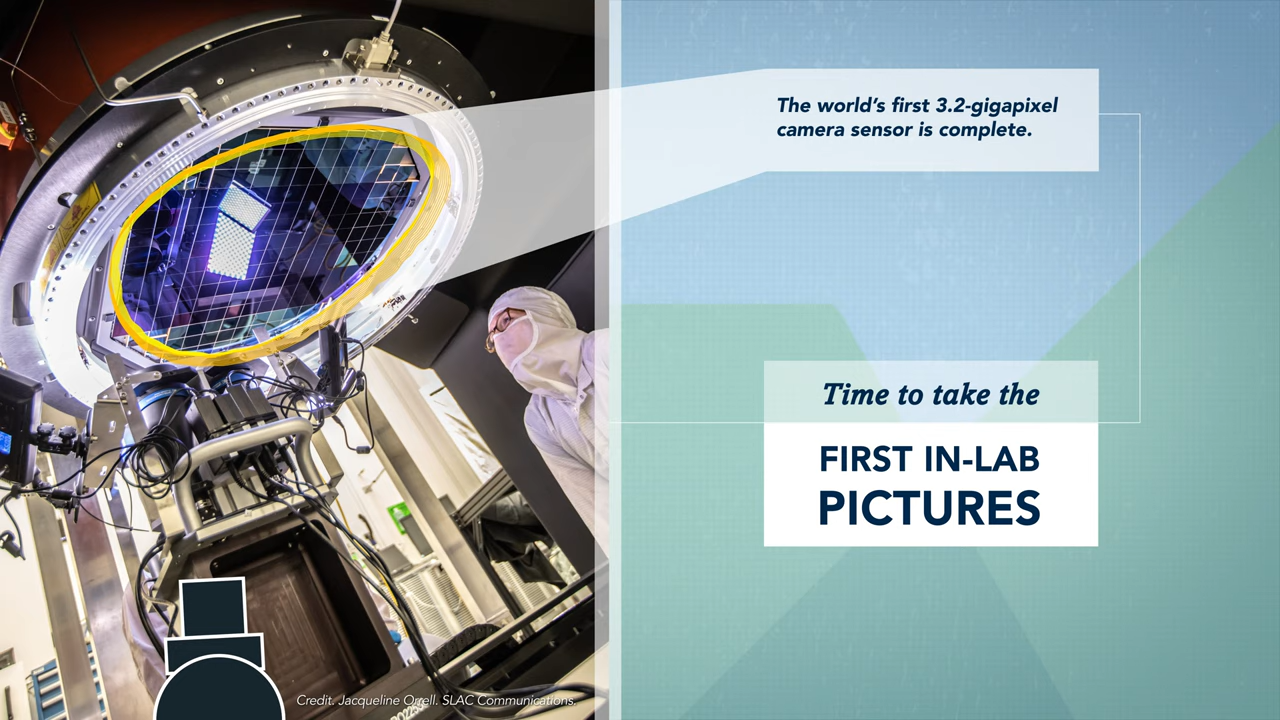 The world's first 3.2-gigapixel
camera sensor is complete.
Time to take the
FIRST IN-LAB
PICTURES
Credit. Jacqueline Orrell. SLAC Communications.